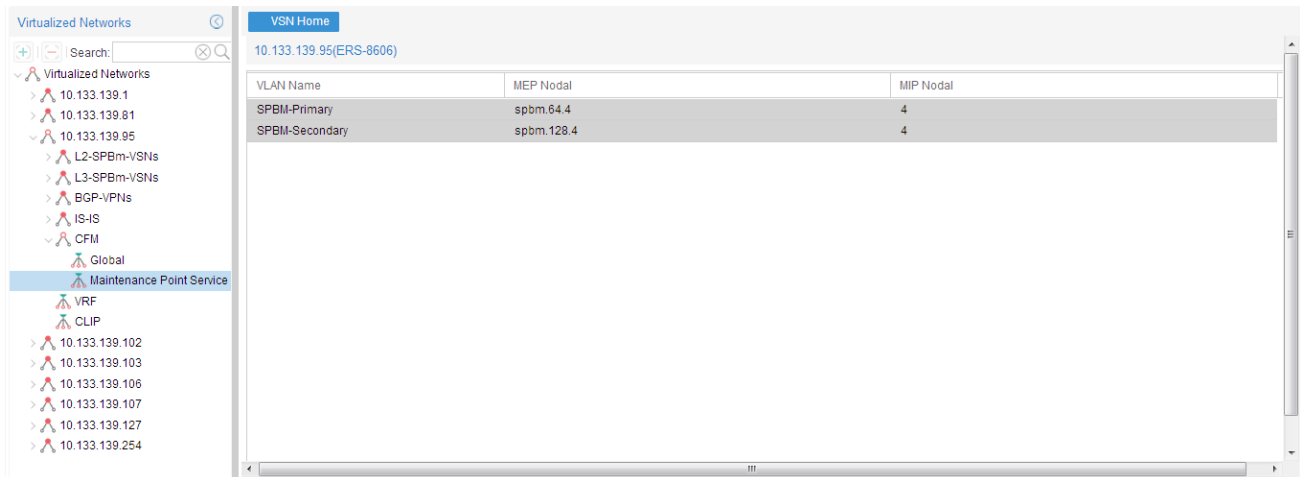 Virtualized Networks
Search:
Virtualized Networks
10.133.139.1
10.133.139.81
10.133.139.95
L2-SPBm-VSNs
L3-SPBm-VSNs
BGP-VPNs
IS-IS
CFM
Global
Maintenance Point Service
VRF
CLIP
10.133.139.102
10.133.139.103
10.133.139.106
10.133.139.107
10.133.139.127
10.133.139.254
VSN Home
10.133.139.95(ERS-8606)
VLAN Name MEP Nodal MIP Nodal
SPBM-Primary spbm.64.4 4
SPBM-Secondary spbm.128.4 4